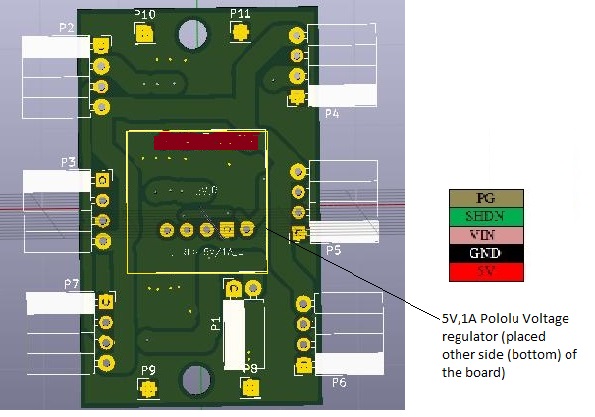 P10
P11
P2
P4
P3
P5
PG
SHDN
VIN
GND
5V
P7
P1
5V,1A Pololu Voltage
regulator (placed
other side (bottom) of
the board)
P9
P8
P6